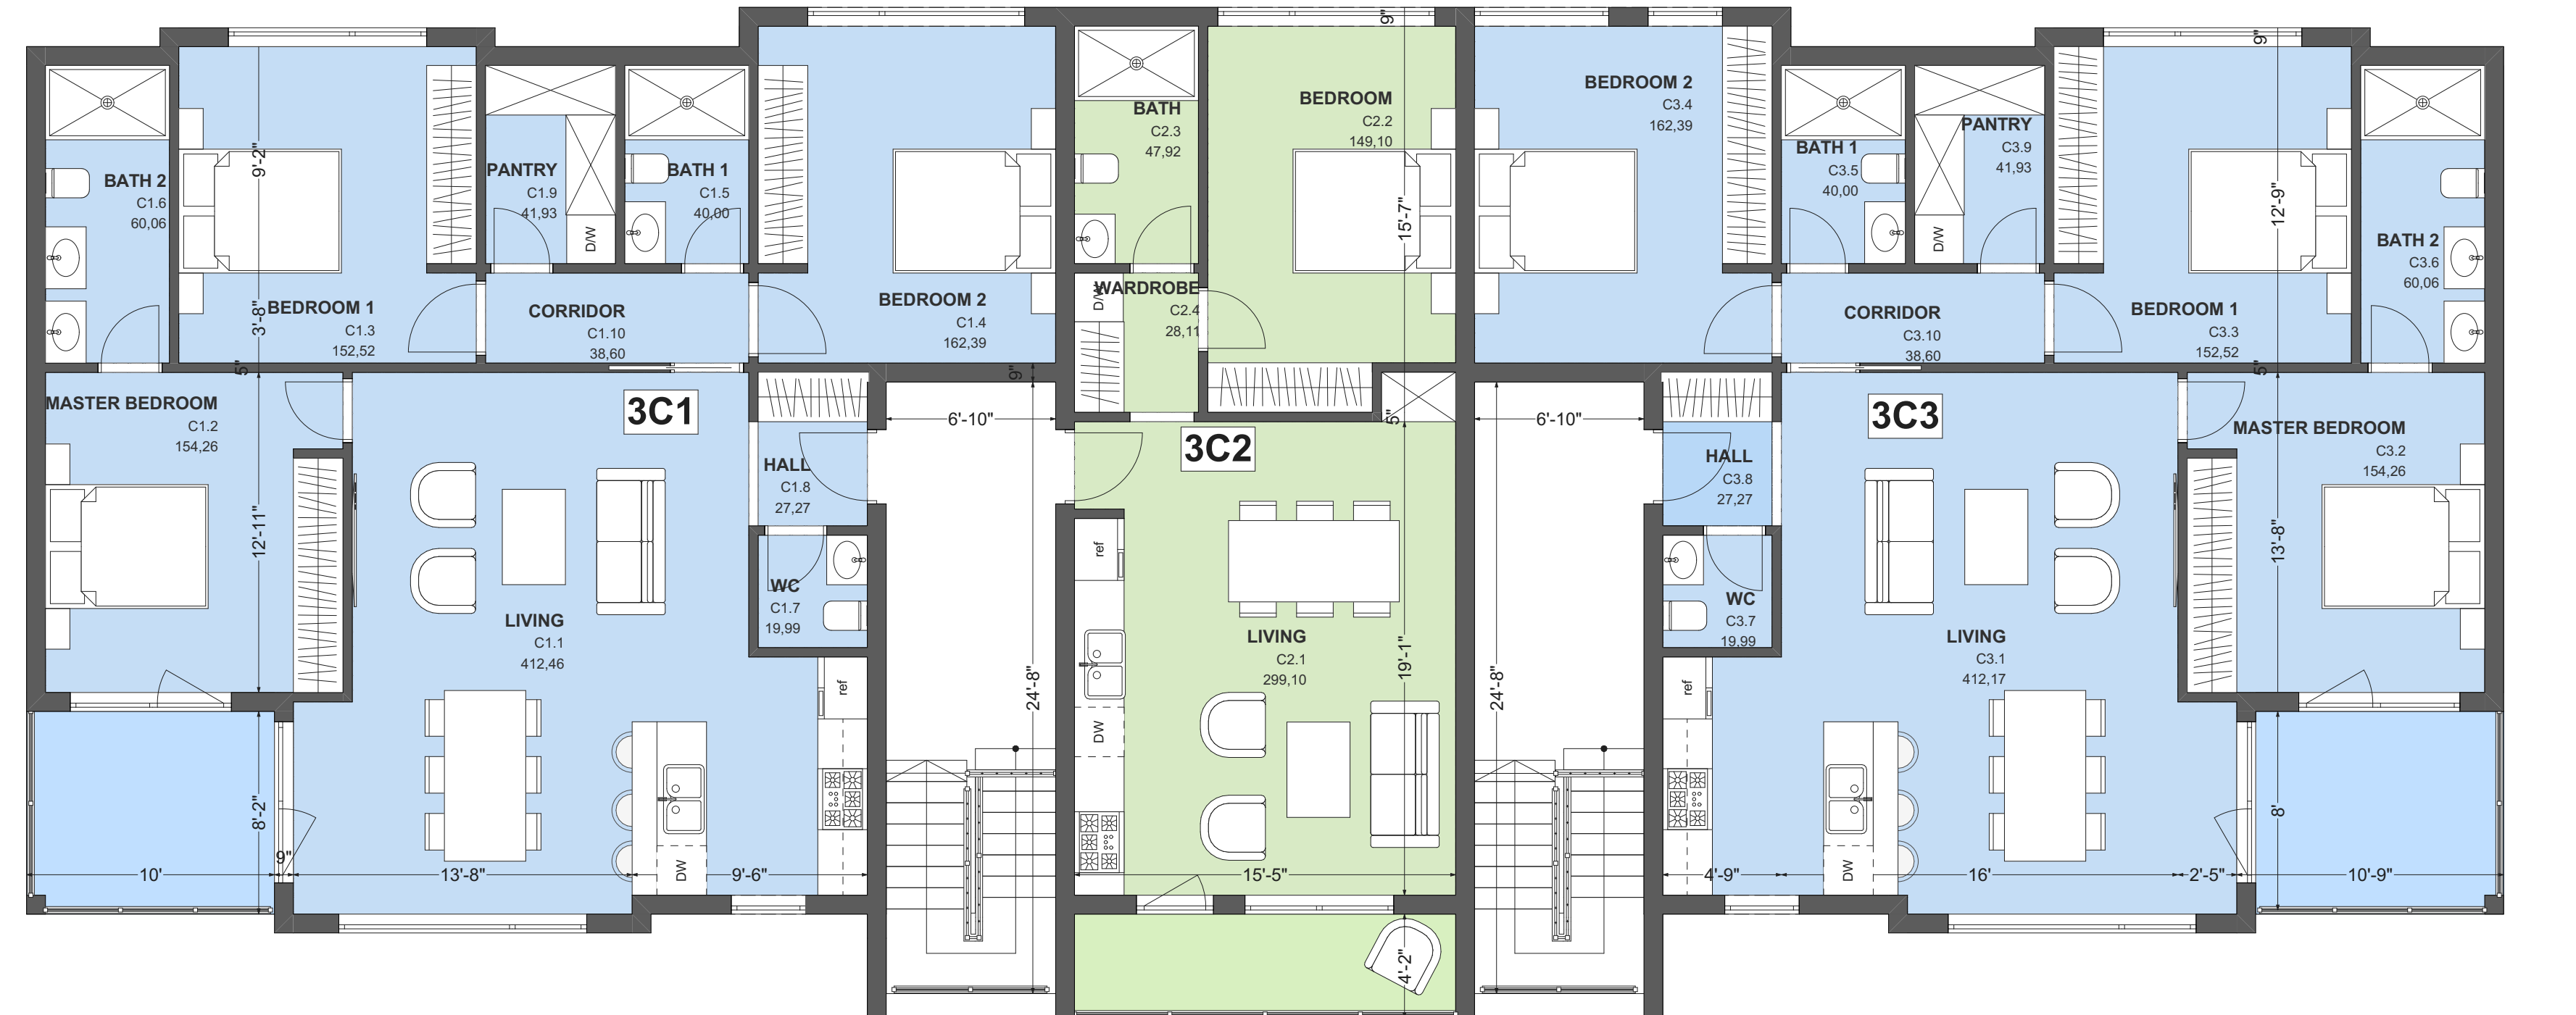 BATH 2
C1.6
60,06
9'-2"
3'-8"
BEDROOM 1
C1.3
152,52
PANTRY
C1.9
41,93
D/W
BATH 1
C1.5
40,00
CORRIDOR
C1.10
38,60
BEDROOM 2
C1.4
162,39
5"
MASTER BEDROOM
C1.2
154,26
12'-11"
3C1
HALL
C1.8
27,27
WC
C1.7
19,99
LIVING
C1.1
412,46
ref
DW
8'-2"
10'
9"
13'-8"
9'-6"
9"
6'-10"
24'-8"
BATH
C2.3
47,92
WARDROBE
D/W
C2.4
28,11
9"
BEDROOM
C2.2
149,10
15'-7"
5"
3C2
ref
DW
LIVING
C2.1
299,10
19'-1"
15'-5"
4'-2"
6'-10"
24'-8"
BEDROOM 2
C3.4
162,39
BATH 1
C3.5
40,00
PANTRY
C3.9
41,93
D/W
CORRIDOR
C3.10
38,60
9"
12'-9"
BEDROOM 1
C3.3
152,52
5"
BATH 2
C3.6
60,06
3C3
HALL
C3.8
27,27
WC
C3.7
19,99
LIVING
C3.1
412,17
MASTER BEDROOM
C3.2
154,26
13'-8"
ref
DW
8'
4'-9"
16'
2'-5"
10'-9"